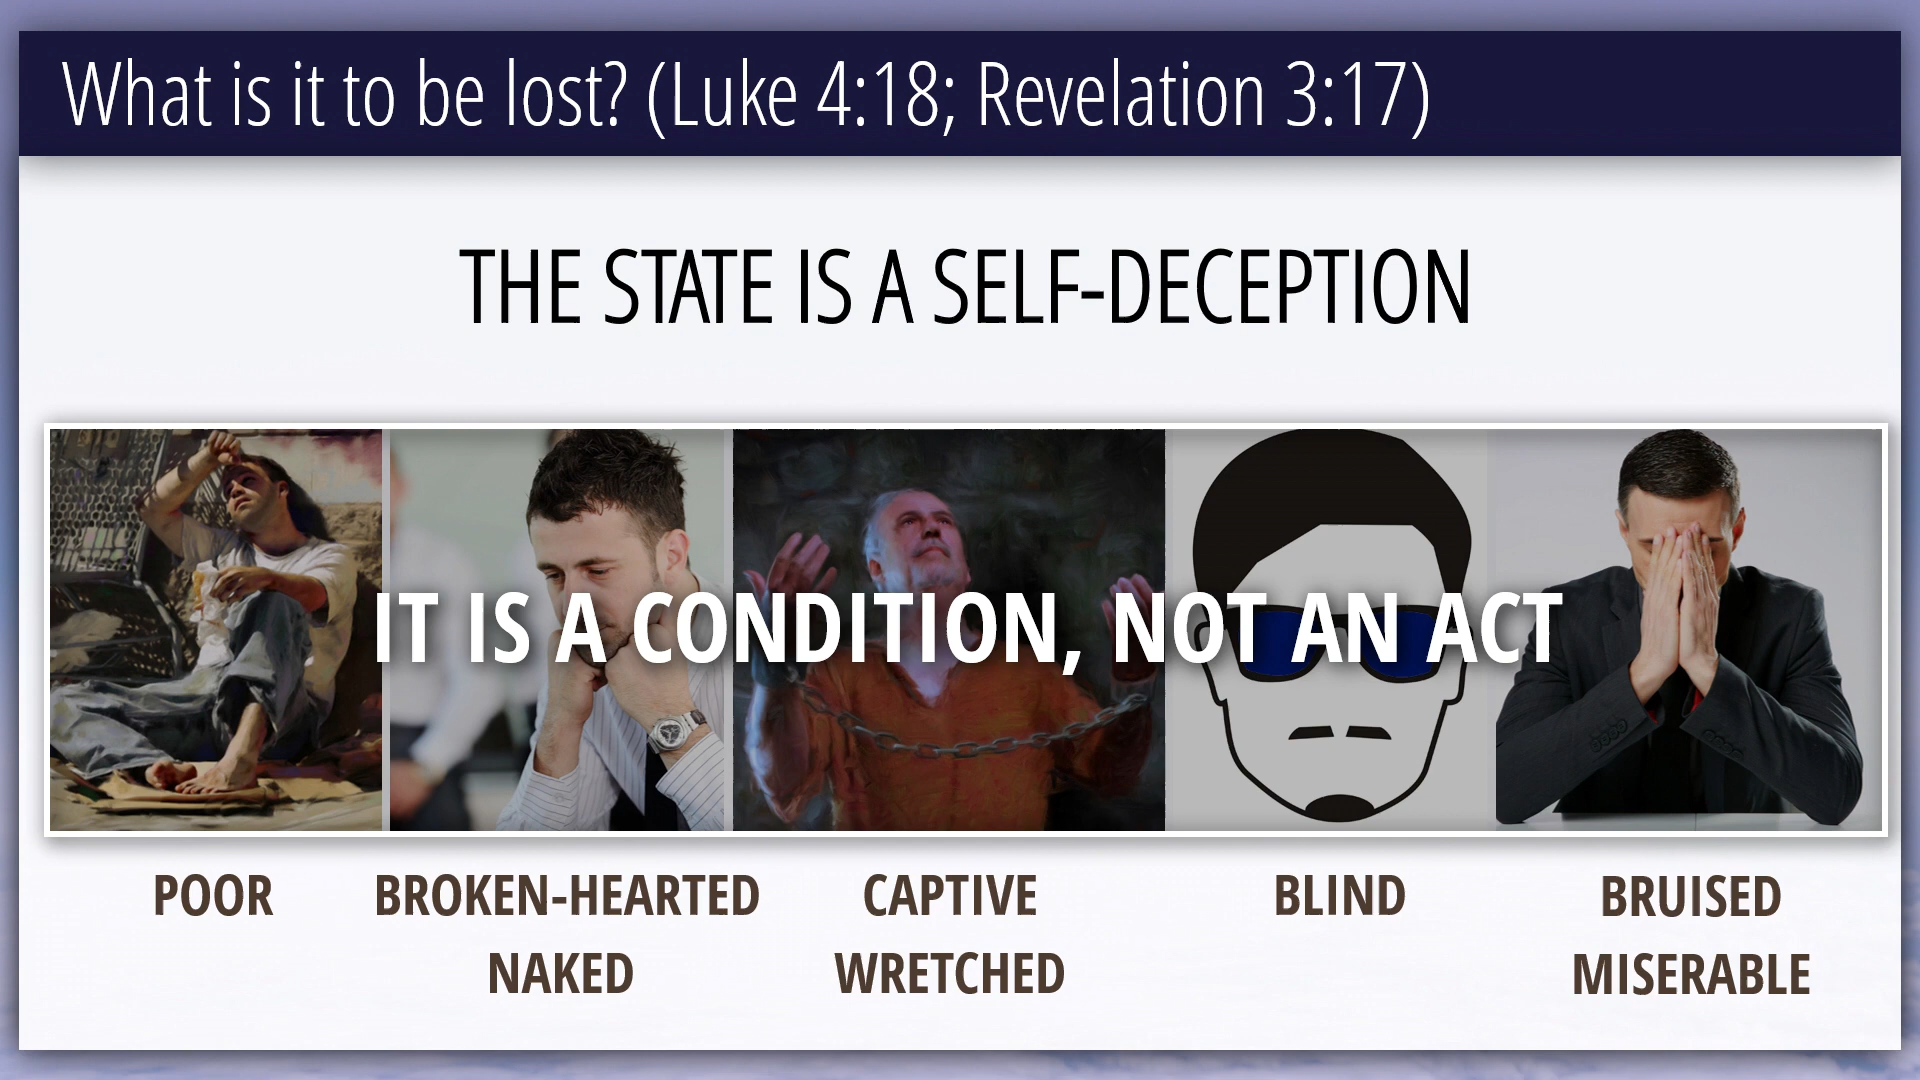 What is it to be lost? (Luke 4:18; Revelation 3:17)
THE STATE IS A SELF-DECEPTION
IT IS A CONDITION, NOT AN ACT
POOR BROKEN-HEARTED CAPTIVE BLIND BRUISED
NAKED WRETCHED MISERABLE